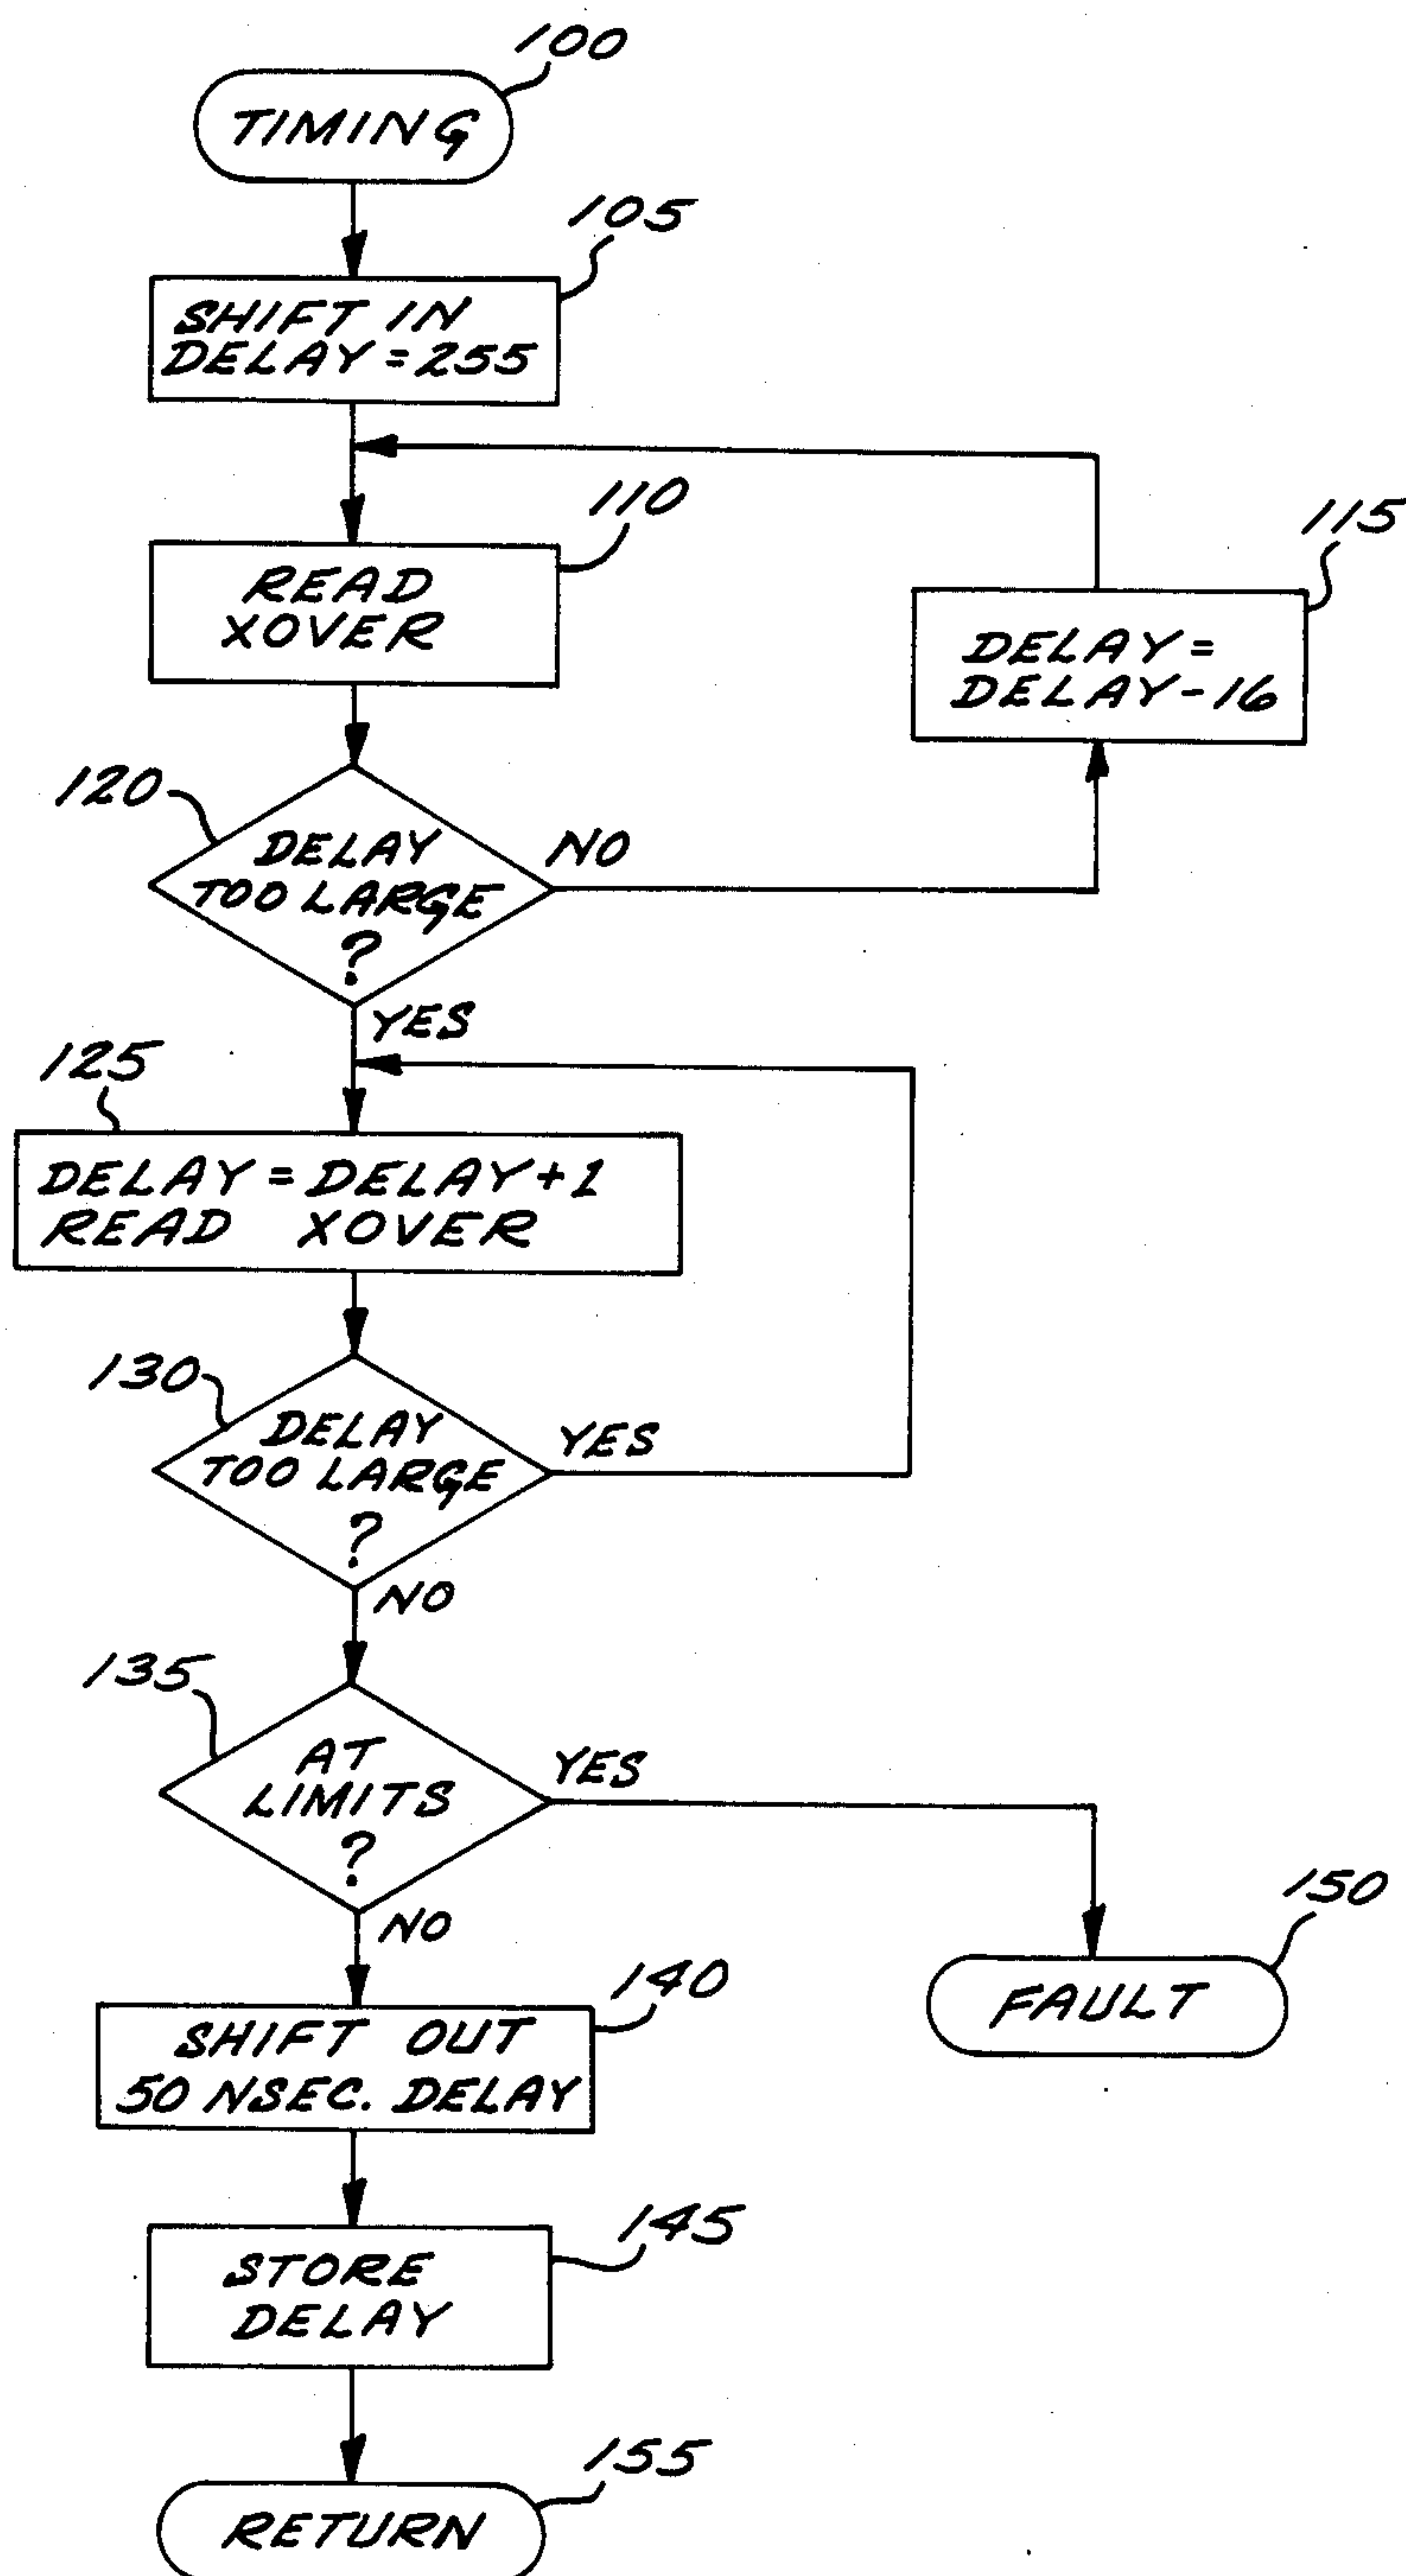 100
TIMING
105
SHIFT IN
DELAY = 255
110
READ
XOVER
115
DELAY =
DELAY - 16
120
DELAY
TOO LARGE
?
NO
YES
125
DELAY = DELAY + 1
READ XOVER
130
DELAY
TOO LARGE
?
YES
NO
135
AT
LIMITS
?
YES
NO
150
FAULT
140
SHIFT OUT
50 NSEC. DELAY
145
STORE
DELAY
155
RETURN